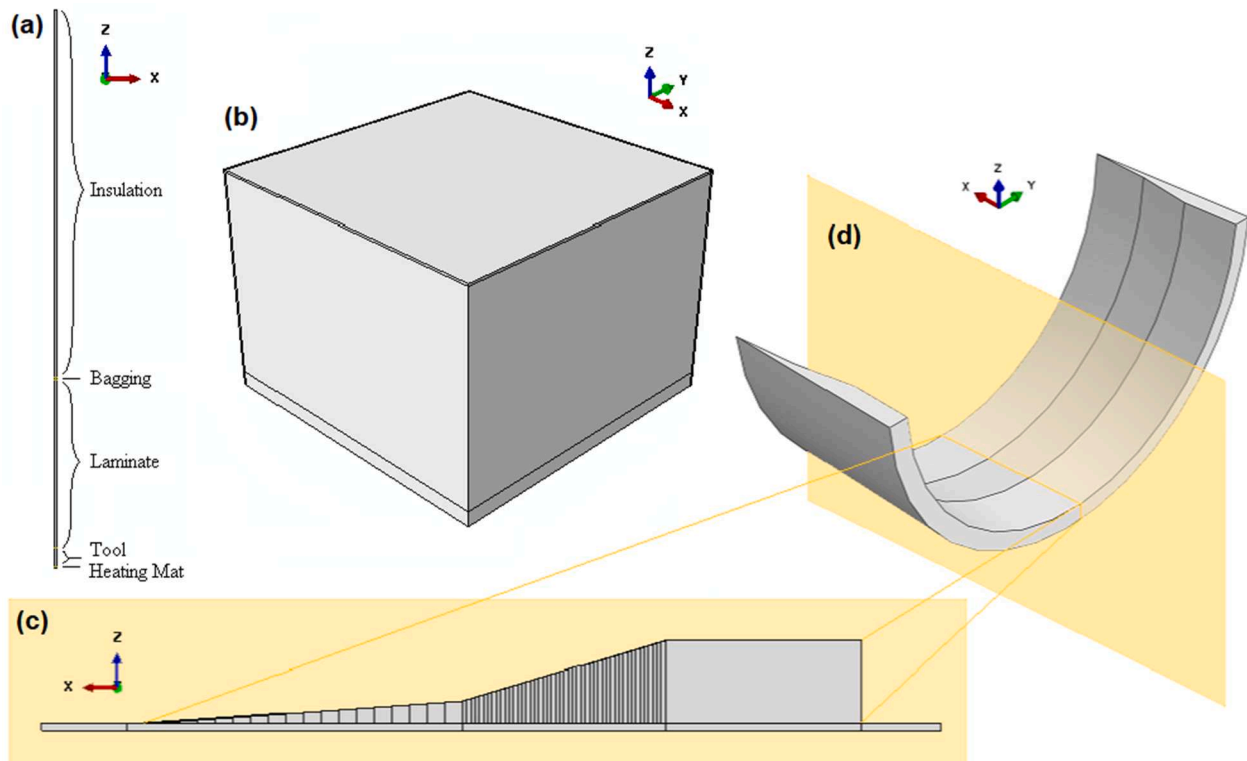 (a)
Z
X
Insulation
Bagging
Laminate
Tool
Heating Mat
(b)
Z
Y
X
(d)
Z
X
Y
(c)
Z
X